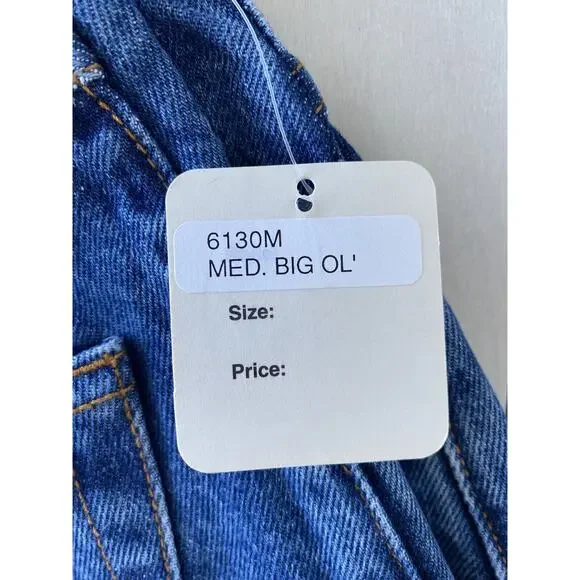 6130M
MED. BIG OL'
Size:
Price: